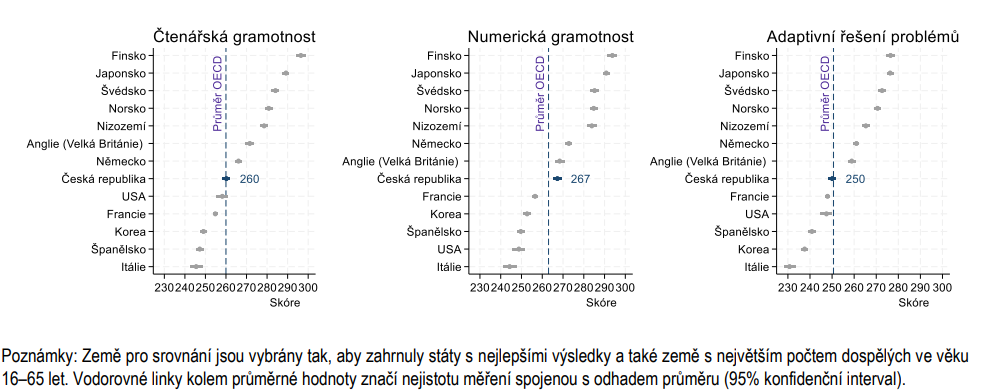 Čtenářská gramotnost
Průměr OECD
Finsko
Japonsko
Švédsko
Norsko
Nizozemí
Anglie (Velká Británie)
Německo
Česká republika 260
USA
Francie
Korea
Španělsko
Itálie
230 240 250 260 270 280 290 300
Skóre
Numerická gramotnost
Průměr OECD
Finsko
Japonsko
Švédsko
Norsko
Nizozemí
Německo
Anglie (Velká Británie)
Česká republika 267
Francie
Korea
Španělsko
USA
Itálie
230 240 250 260 270 280 290 300
Skóre
Adaptivní řešení problémů
Průměr OECD
Finsko
Japonsko
Švédsko
Norsko
Nizozemí
Německo
Anglie (Velká Británie)
Česká republika 250
Francie
USA
Španělsko
Korea
Itálie
230 240 250 260 270 280 290 300
Skóre
Poznámky: Země pro srovnání jsou vybrány tak, aby zahrnuly státy s nejlepšími výsledky a také země s největším počtem dospělých ve věku
16–65 let. Vodorovné linky kolem průměrné hodnoty značí nejistotu měření spojenou s odhadem průměru (95% konfidenční interval).